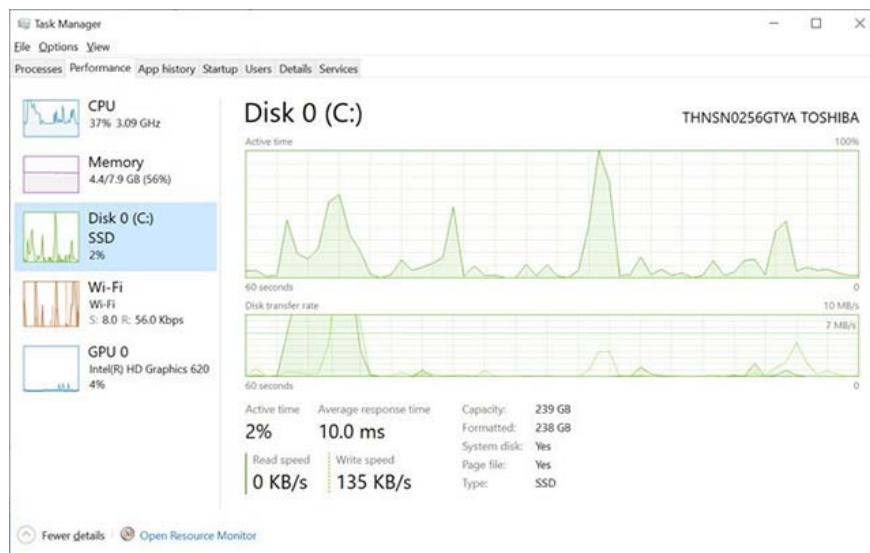 Task Manager
File Options View
Processes Performance App history Startup Users Details Services
CPU
37% 3.09 GHz
Memory
4.4/7.9 GB (56%)
Disk 0 (C:)
SSD
2%
Wi-Fi
Wi-Fi
S: 8.0 R: 56.0 Kbps
GPU 0
Intel(R) HD Graphics 620
4%
Disk 0 (C:) THNSN0256GTYA TOSHIBA
Active time 100%
60 seconds 0
Disk transfer rate 10 MB/s
7 MB/s
60 seconds 0
Active time Average response time
2% 10.0 ms
Read speed Write speed
0 KB/s 135 KB/s
Capacity: 239 GB
Formatted: 238 GB
System disk: Yes
Page file: Yes
Type: SSD
Fewer details Open Resource Monitor